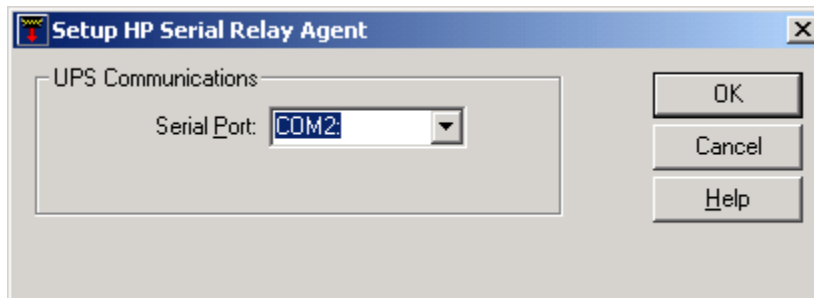 Setup HP Serial Relay Agent
UPS Communications
Serial Port: COM2:
OK
Cancel
Help